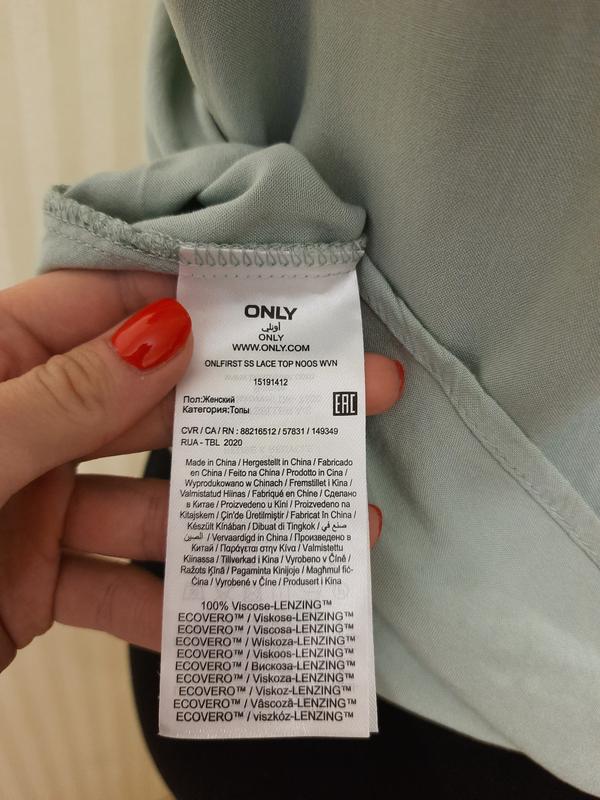 ONLY
أونلي
ONLY
WWW.ONLY.COM
ONLFIRST SS LACE TOP NOOS WVN
15191412
Пол:Женский
Категория:Топы
EAC
CVR / CA / RN : 88216512 / 57831 / 149349
RUA - TBL 2020
Made in China / Hergestellt in China / Fabricado
en China / Feito na China / Prodotto in Cina /
Wyprodukowano w Chinach / Fremstillet i Kina /
Valmistatud Hiinas / Fabriqué en Chine / Сделано
в Китае / Proizvedeno u Kini / Proizvedeno na
Kitajskem / Çin'de Üretilmiştir / Fabricat în China /
Készült Kínában / Dibuat di Tingkok / صنع في
الصين / Vervaardigd in China / Произведено в
Китай / Παράγεται στην Κίνα / Valmistettu
Kiinassa / Tillverkad i Kina / Vyrobeno v Číně /
Ražots Ķīnā / Pagaminta Kinijoje / Maghmul fiċ-
Ċina / Vyrobené v Číne / Produsert i Kina
100% Viscose-LENZING™
ECOVERO™ / Viskose-LENZING™
ECOVERO™ / Viscosa-LENZING™
ECOVERO™ / Wiskoza-LENZING™
ECOVERO™ / Viskoos-LENZING™
ECOVERO™ / Вискоза-LENZING™
ECOVERO™ / Viskoza-LENZING™
ECOVERO™ / Viskoz-LENZING™
ECOVERO™ / Vâscoză-LENZING™
ECOVERO™ / viszkóz-LENZING™